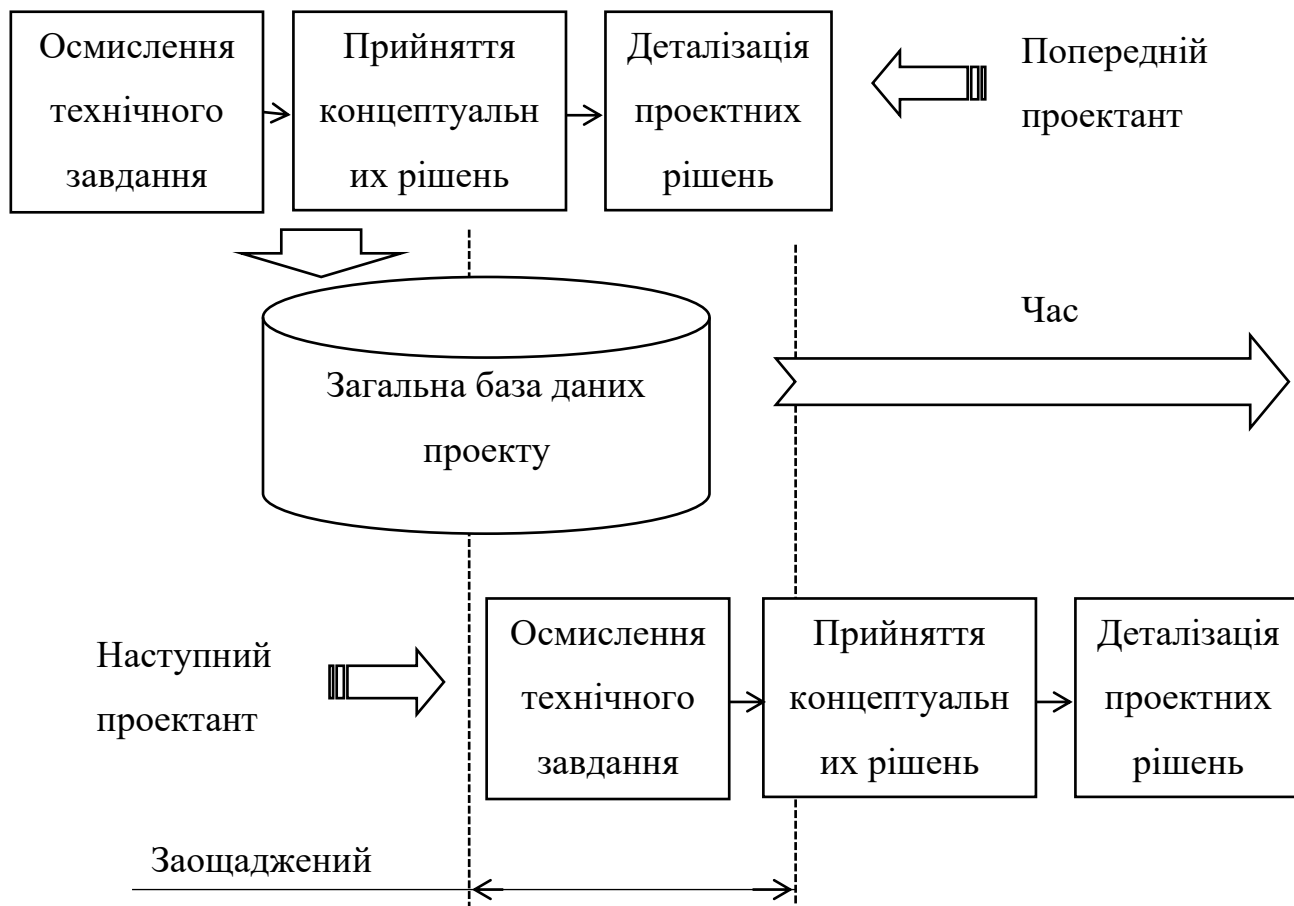 Осмислення
технічного
завдання
Прийняття
концептуальн
их рішень
Деталізація
проектних
рішень
Попередній
проектант
Час
Загальна база даних
проекту
Наступний
проектант
Осмислення
технічного
завдання
Прийняття
концептуальн
их рішень
Деталізація
проектних
рішень
Заощаджений